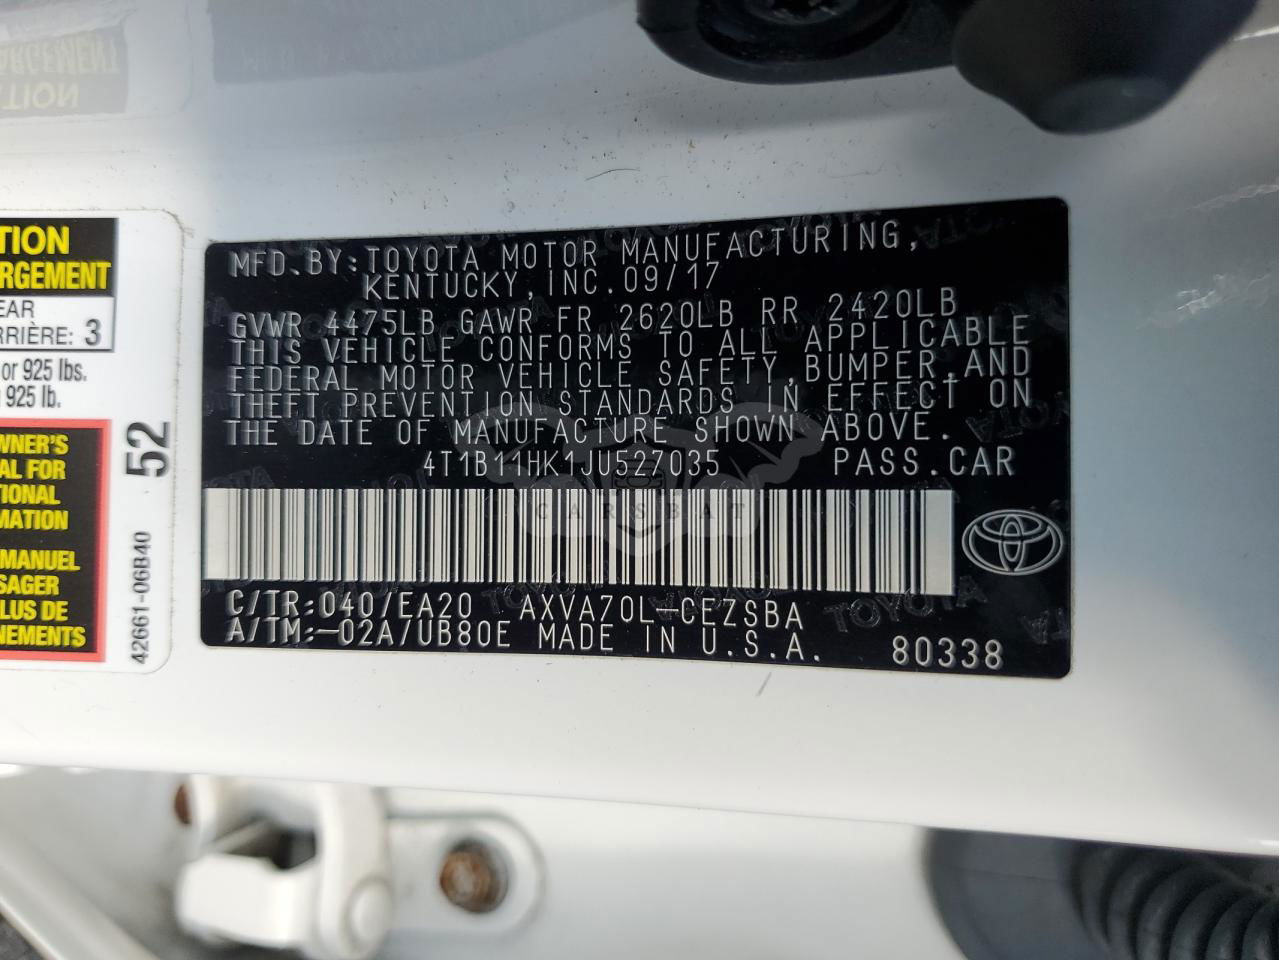 TION
RGEMENT
EAR
RRIÈRE: 3
or 925 lbs.
925 lb.
WNER'S
AL FOR
TIONAL
MATION
MANUEL
SAGER
LUS DE
NEMENTS
52
42661-06B40
MFD.BY:TOYOTA MOTOR MANUFACTURING,
KENTUCKY,INC.09/17
GVWR 4475LB GAWR FR 2620LB RR 2420LB
THIS VEHICLE CONFORMS TO ALL APPLICABLE
FEDERAL MOTOR VEHICLE SAFETY,BUMPER,AND
THEFT PREVENTION STANDARDS IN EFFECT ON
THE DATE OF MANUFACTURE SHOWN ABOVE.
4T1B11HK1JU527035 PASS.CAR
CARSBAT
C/TR:040/EA20 AXVA70L-CEZSBA
A/TM:-02A/UB80E MADE IN U.S.A. 80338